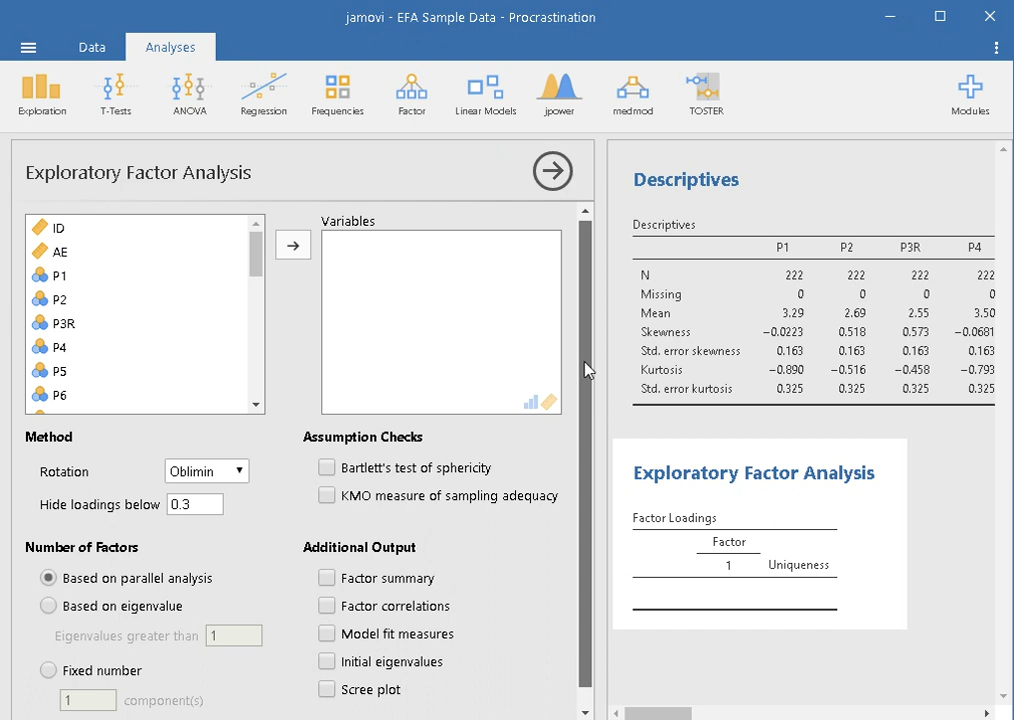 jamovi - EFA Sample Data - Procrastination
Data Analyses
Exploration T-Tests ANOVA Regression Frequencies Factor Linear Models jpower medmod TOSTER Modules
Exploratory Factor Analysis
Variables
ID
AE
P1
P2
P3R
P4
P5
P6
Method
Rotation Oblimin
Hide loadings below 0.3
Number of Factors
Based on parallel analysis
Based on eigenvalue
Eigenvalues greater than 1
Fixed number
1 component(s)
Assumption Checks
Bartlett's test of sphericity
KMO measure of sampling adequacy
Additional Output
Factor summary
Factor correlations
Model fit measures
Initial eigenvalues
Scree plot
Descriptives
Descriptives
P1 P2 P3R P4
N 222 222 222 222
Missing 0 0 0 0
Mean 3.29 2.69 2.55 3.50
Skewness −0.0223 0.518 0.573 −0.0681
Std. error skewness 0.163 0.163 0.163 0.163
Kurtosis −0.890 −0.516 −0.458 −0.793
Std. error kurtosis 0.325 0.325 0.325 0.325
Exploratory Factor Analysis
Factor Loadings
Factor
1 Uniqueness